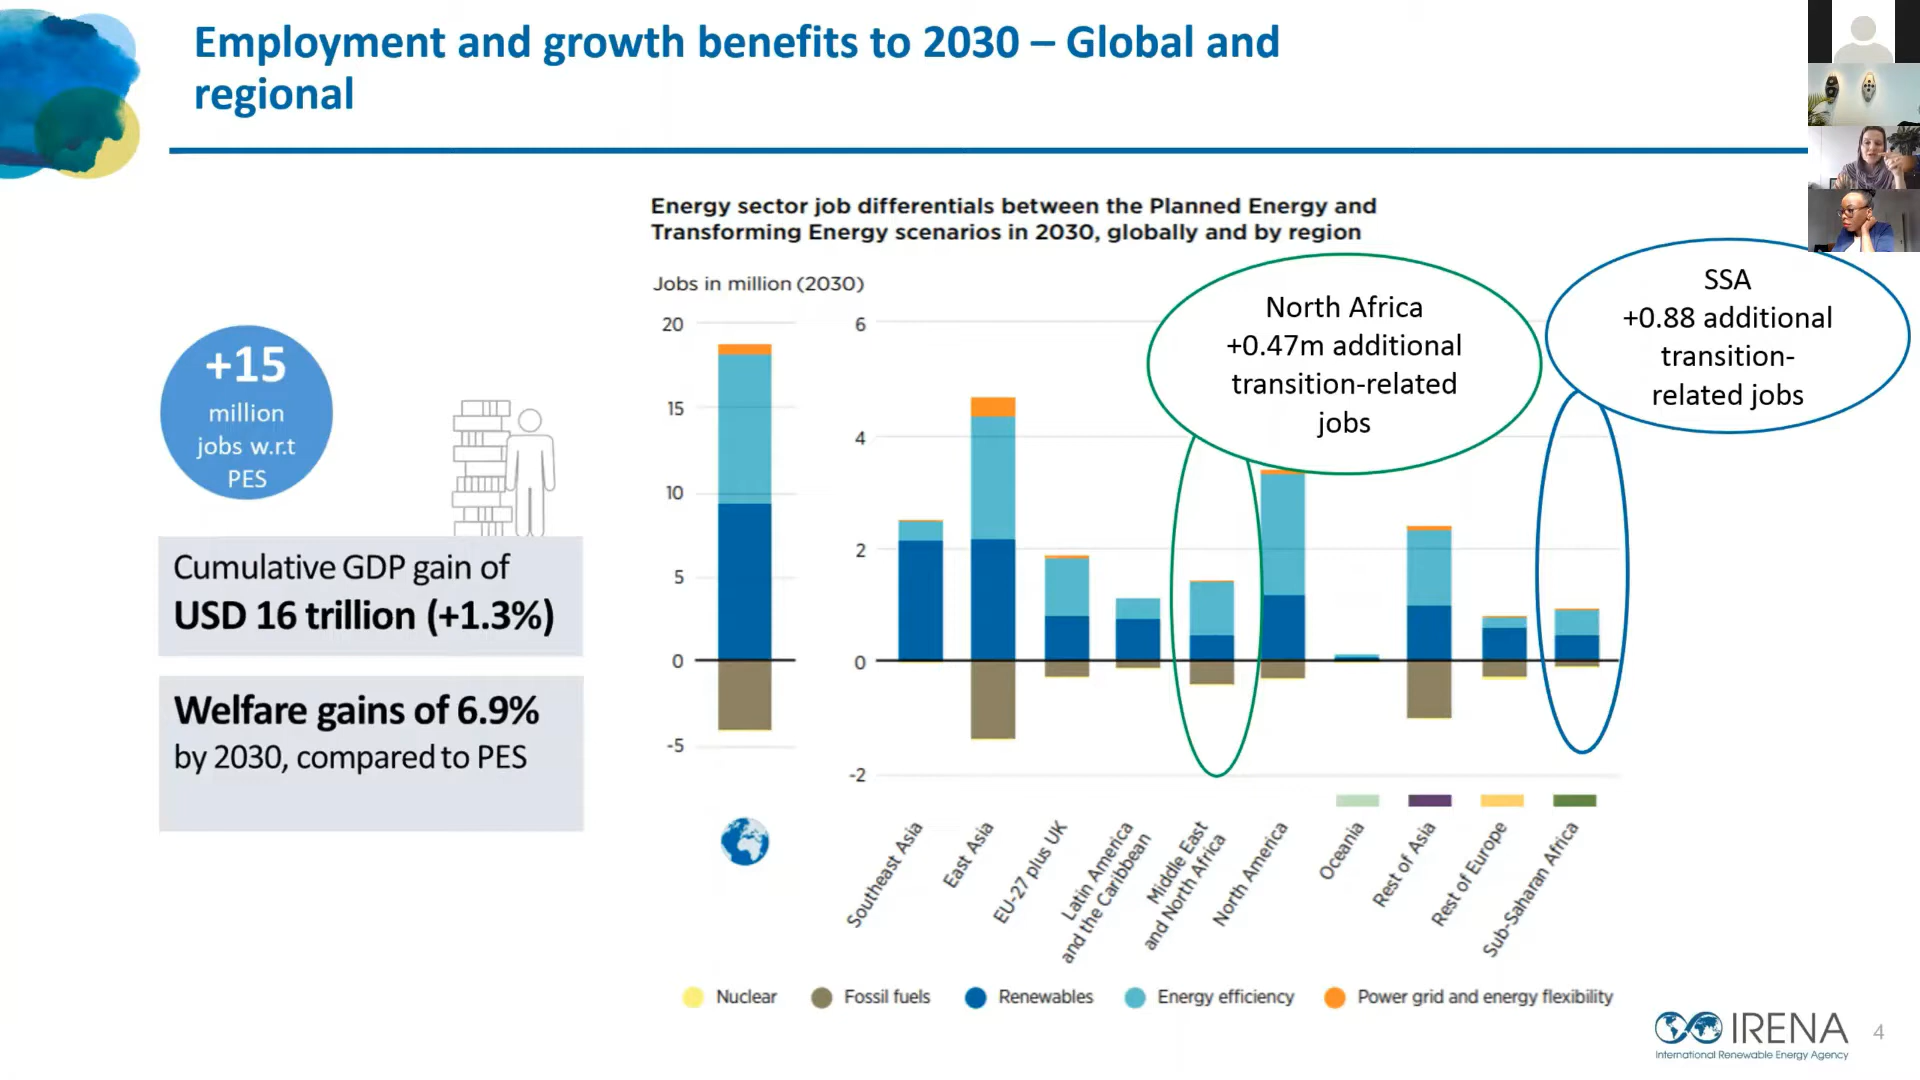 Employment and growth benefits to 2030 – Global and
regional
Energy sector job differentials between the Planned Energy and
Transforming Energy scenarios in 2030, globally and by region
Jobs in million (2030)
North Africa
+0.47m additional
transition-related
jobs
SSA
+0.88 additional
transition-
related jobs
+15
million
jobs w.r.t
PES
Cumulative GDP gain of
USD 16 trillion (+1.3%)
Welfare gains of 6.9%
by 2030, compared to PES
20
15
10
5
0
-5
6
4
2
0
-2
Southeast Asia
East Asia
EU-27 plus UK
Latin America
and the Caribbean
Middle East
and North Africa
North America
Oceania
Rest of Asia
Rest of Europe
Sub-Saharan Africa
Nuclear
Fossil fuels
Renewables
Energy efficiency
Power grid and energy flexibility
IRENA
International Renewable Energy Agency
4